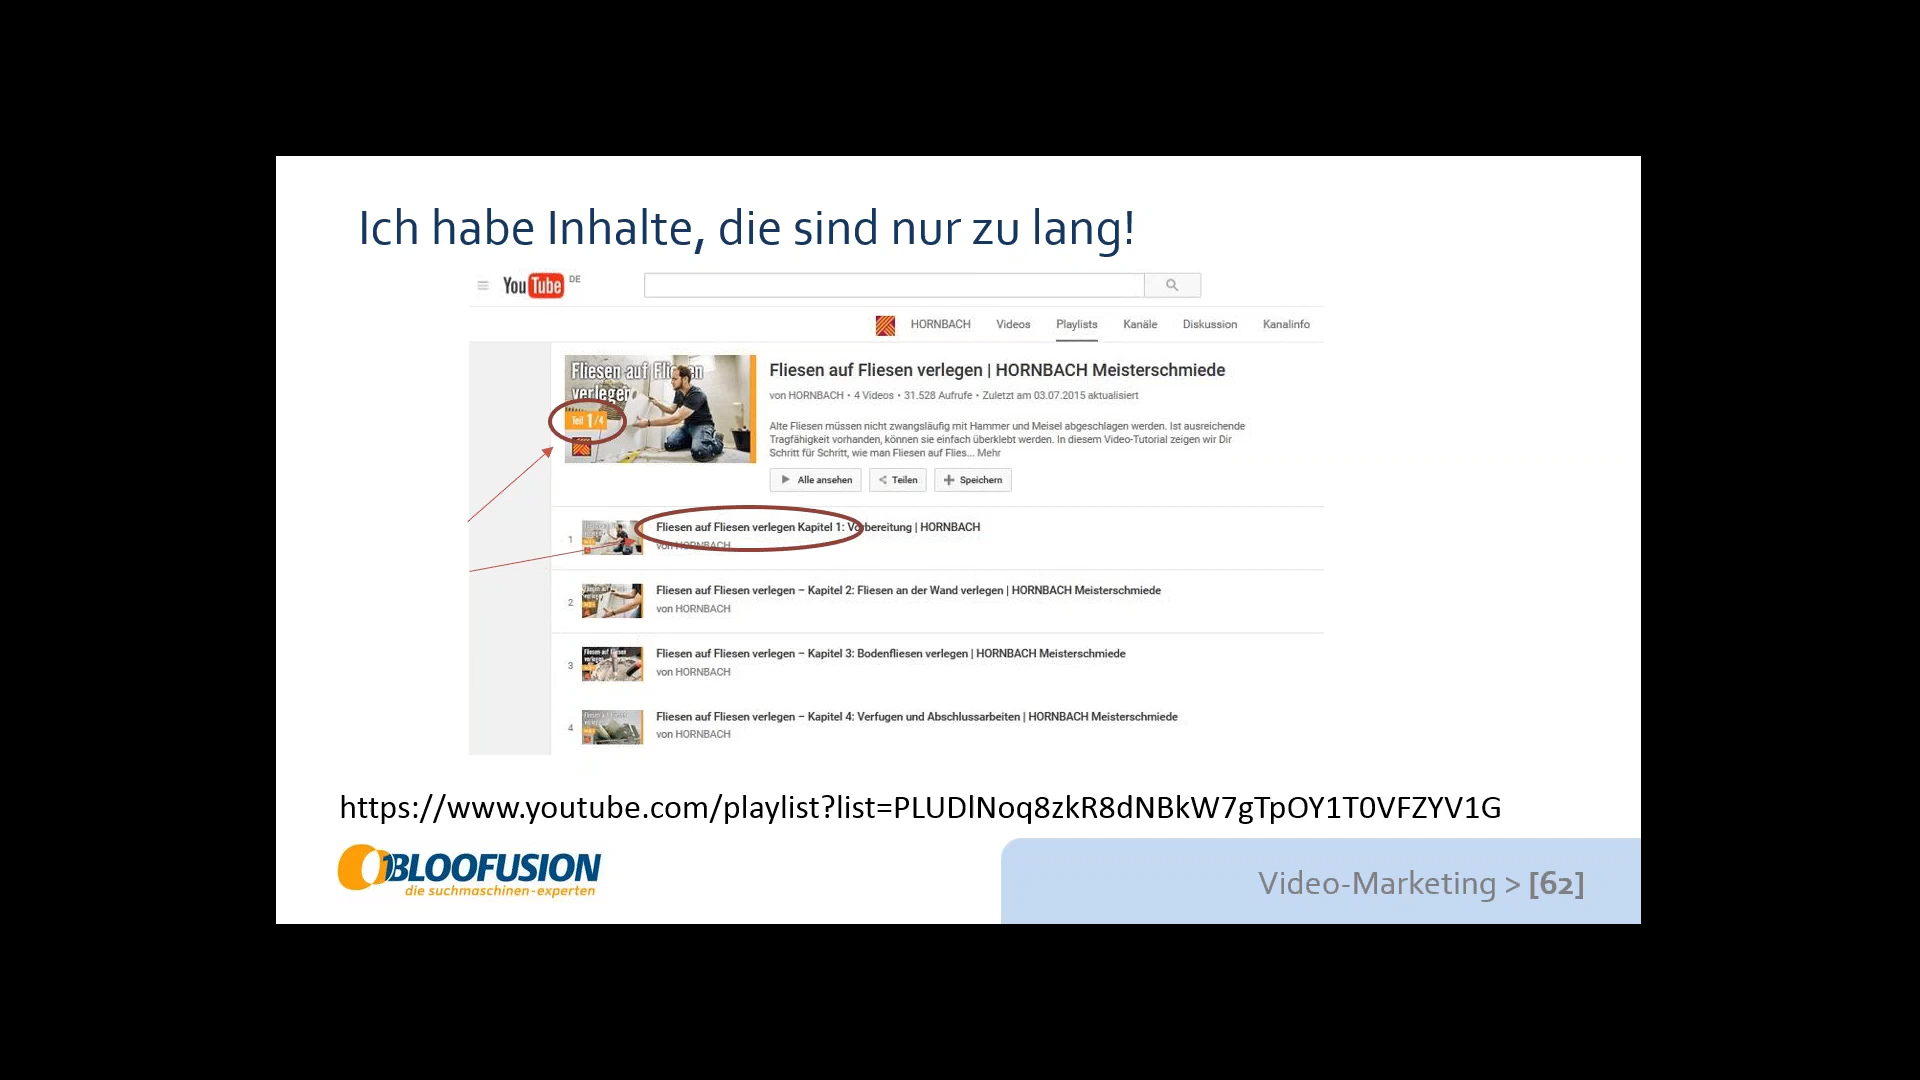 Ich habe Inhalte, die sind nur zu lang!
YouTube DE
HORNBACH Videos Playlists Kanäle Diskussion Kanalinfo
Fliesen auf Fliesen
verlegen
Teil 1/4
Fliesen auf Fliesen verlegen | HORNBACH Meisterschmiede
von HORNBACH • 4 Videos • 31.528 Aufrufe • Zuletzt am 03.07.2015 aktualisiert
Alte Fliesen müssen nicht zwangsläufig mit Hammer und Meisel abgeschlagen werden. Ist ausreichende
Tragfähigkeit vorhanden, können sie einfach überklebt werden. In diesem Video-Tutorial zeigen wir Dir
Schritt für Schritt, wie man Fliesen auf Flies... Mehr
Alle ansehen Teilen Speichern
1 Fliesen auf Fliesen verlegen Kapitel 1: Vorbereitung | HORNBACH
von HORNBACH
2 Fliesen auf Fliesen verlegen – Kapitel 2: Fliesen an der Wand verlegen | HORNBACH Meisterschmiede
von HORNBACH
3 Fliesen auf Fliesen verlegen – Kapitel 3: Bodenfliesen verlegen | HORNBACH Meisterschmiede
von HORNBACH
4 Fliesen auf Fliesen verlegen – Kapitel 4: Verfugen und Abschlussarbeiten | HORNBACH Meisterschmiede
von HORNBACH
https://www.youtube.com/playlist?list=PLUDlNoq8zkR8dNBkW7gTpOY1T0VFZYV1G
BLOOFUSION
die suchmaschinen-experten
Video-Marketing > [62]